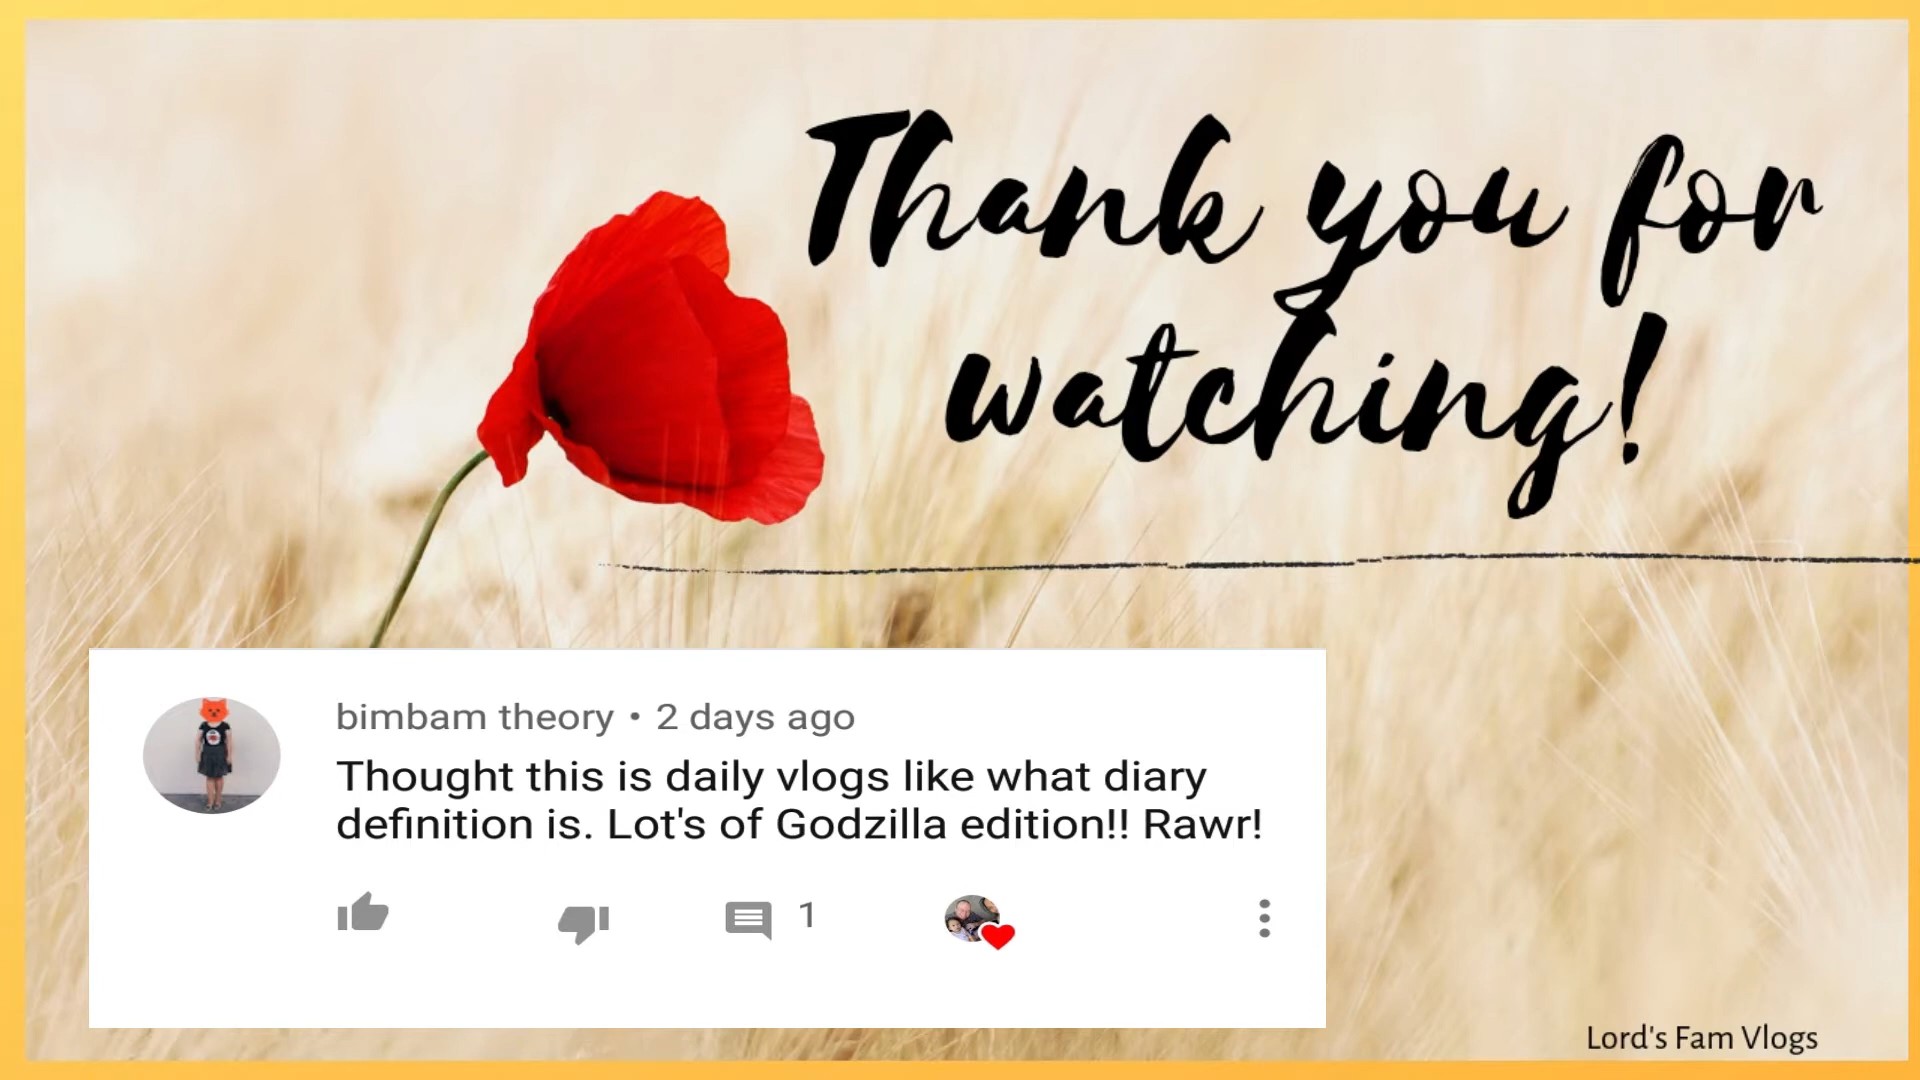 Thank you for
watching!
bimbam theory • 2 days ago
Thought this is daily vlogs like what diary
definition is. Lot's of Godzilla edition!! Rawr!
1
Lord's Fam Vlogs